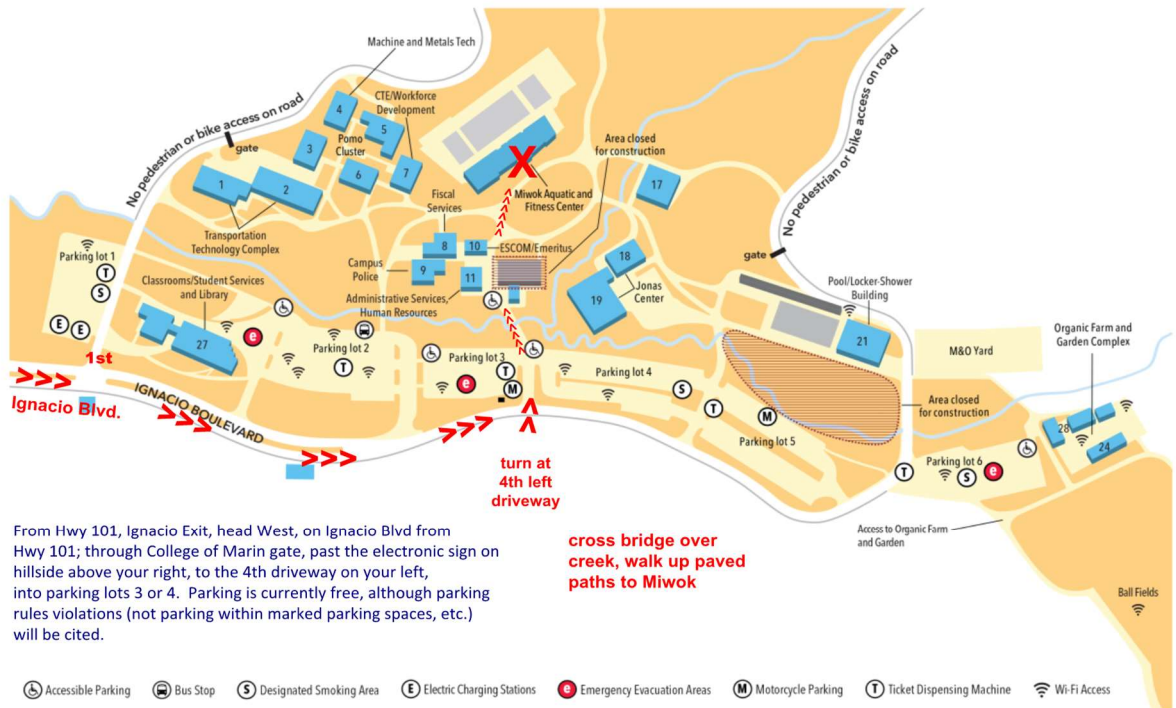 Machine and Metals Tech
No pedestrian or bike access on road
gate
4
CTE/Workforce
Development
5
Pomo
Cluster
3
6
7
1
2
Transportation
Technology Complex
X
Miwok Aquatic and
Fitness Center
Area closed
for construction
No pedestrian or bike access on road
gate
17
Fiscal
Services
8
10
ESCOM/Emeritus
Campus
Police
9
11
Administrative Services,
Human Resources
18
19
Jonas
Center
Pool/Locker-Shower
Building
21
M&O Yard
Organic Farm and
Garden Complex
28
24
Parking lot 1
T
S
E
E
Classrooms/Student Services
and Library
27
e
Parking lot 2
T
Parking lot 3
T
e
M
Parking lot 4
S
T
M
Parking lot 5
Area closed
for construction
T
Parking lot 6
S
e
Access to Organic Farm
and Garden
Ball Fields
1st
>>>
Ignacio Blvd.
IGNACIO BOULEVARD
>>>
>>>
>>>
turn at
4th left
driveway
cross bridge over
creek, walk up paved
paths to Miwok
From Hwy 101, Ignacio Exit, head West, on Ignacio Blvd from
Hwy 101; through College of Marin gate, past the electronic sign on
hillside above your right, to the 4th driveway on your left,
into parking lots 3 or 4. Parking is currently free, although parking
rules violations (not parking within marked parking spaces, etc.)
will be cited.
Accessible Parking
Bus Stop
S Designated Smoking Area
E Electric Charging Stations
e Emergency Evacuation Areas
M Motorcycle Parking
T Ticket Dispensing Machine
Wi-Fi Access